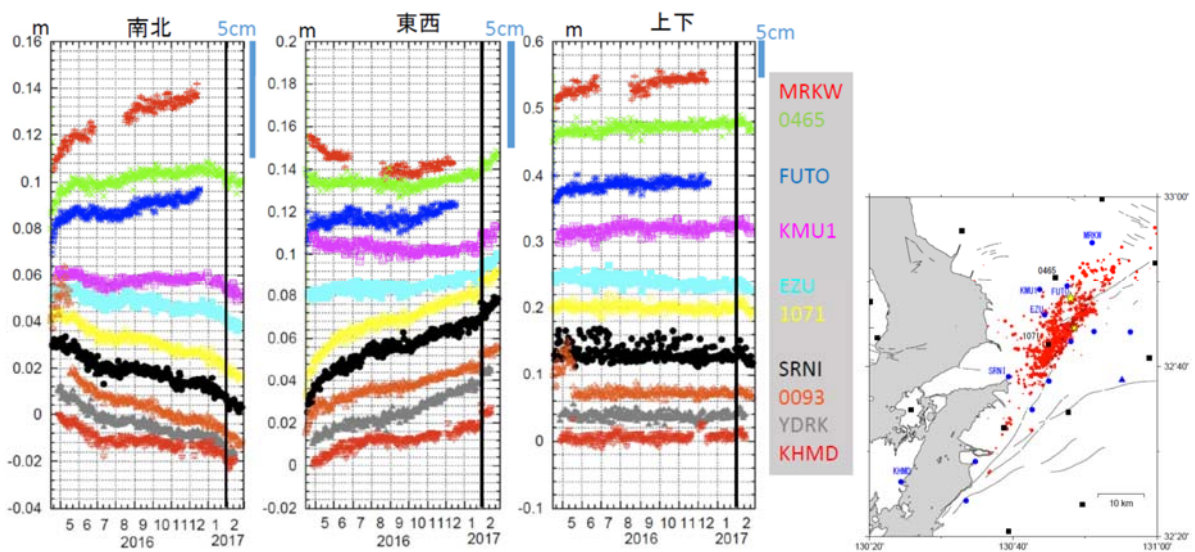 m
南北
5cm
0.16
0.14
0.12
0.1
0.08
0.06
0.04
0.02
0
-0.02
-0.04
5 6 7 8 9 10 11 12 1 2
2016 2017
東西
5cm
m
0.2
0.18
0.16
0.14
0.12
0.1
0.08
0.06
0.04
0.02
0
-0.02
5 6 7 8 9 10 11 12 1 2
2016 2017
m
上下
5cm
0.6
0.5
0.4
0.3
0.2
0.1
0
-0.1
5 6 7 8 9 10 11 12 1 2
2016 2017
MRKW
0465
FUTO
KMU1
EZU
1071
SRNI
0093
YDRK
KHMD
33°00'
MRKW
0465
KMU1 FUTO
EZU
1071
SRNI
32°40'
KHMD
10 km
32°20'
130°20' 130°40' 131°00'